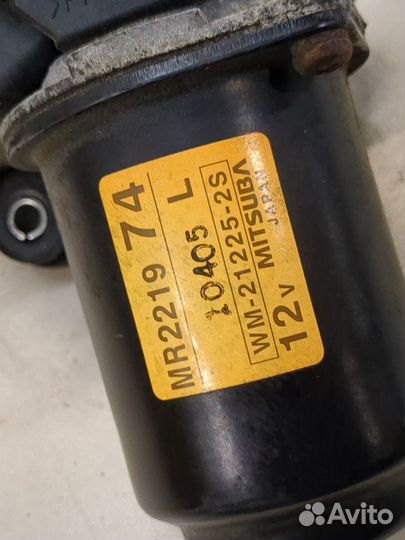 MR2219 74
L
10405
WM-21225-2S
12V MITSUBA
JAPAN
Avito